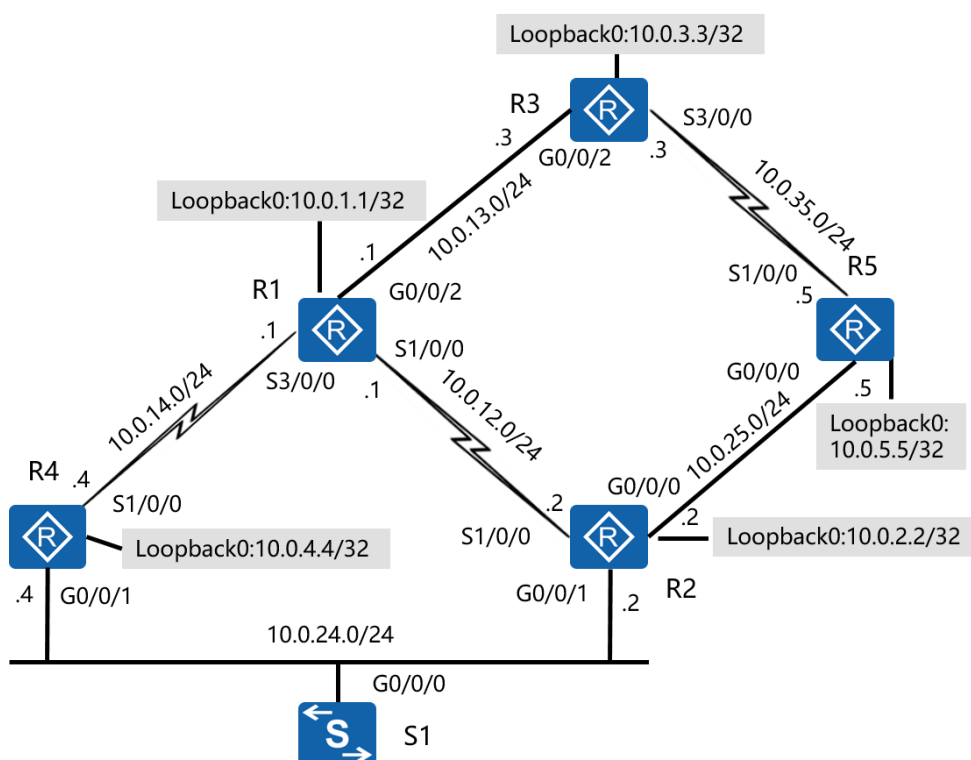 Loopback0:10.0.3.3/32
R3
R
S3/0/0
.3
G0/0/2
.3
10.0.13.0/24
10.0.35.0/24
Loopback0:10.0.1.1/32
.1
G0/0/2
R1
.1
R
S1/0/0
S3/0/0
.1
S1/0/0
R5
.5
R
G0/0/0
.5
10.0.14.0/24
10.0.12.0/24
10.0.25.0/24
Loopback0:
10.0.5.5/32
R4
.4
S1/0/0
R
Loopback0:10.0.4.4/32
G0/0/0
.2
.2
S1/0/0
R
Loopback0:10.0.2.2/32
.4
G0/0/1
G0/0/1
.2
R2
10.0.24.0/24
G0/0/0
S
S1